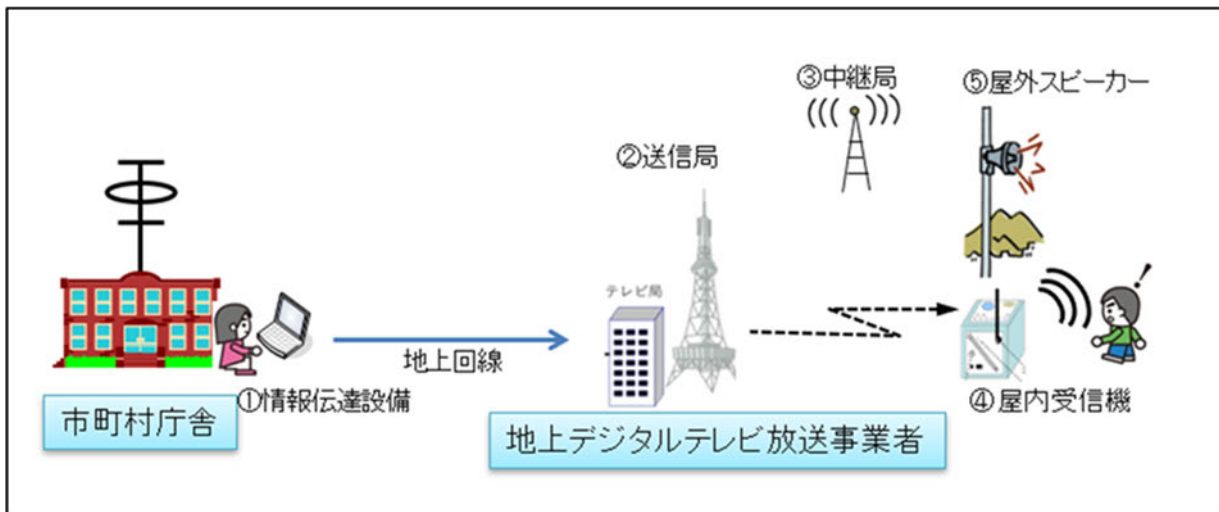 ③中継局
⑤屋外スピーカー
②送信局
テレビ局
地上回線
①情報伝達設備
④屋内受信機
市町村庁舎
地上デジタルテレビ放送事業者